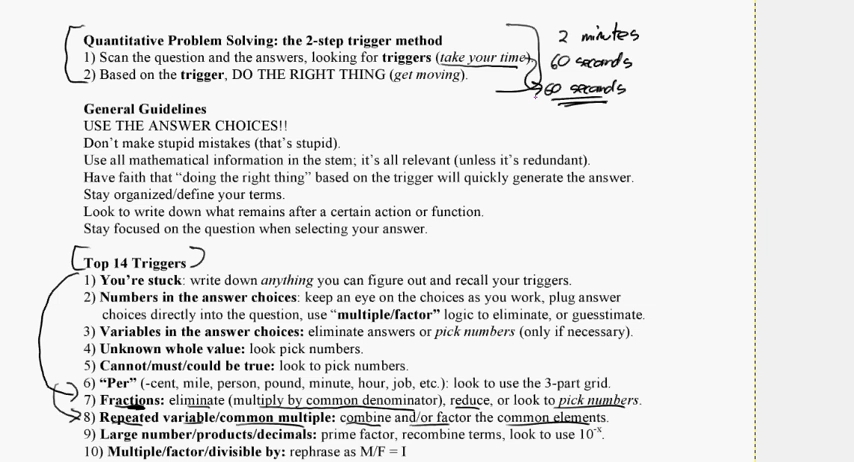 Quantitative Problem Solving: the 2-step trigger method
2 minutes
1) Scan the question and the answers, looking for triggers (take your time)
60 seconds
2) Based on the trigger, DO THE RIGHT THING (get moving).
60 seconds
General Guidelines
USE THE ANSWER CHOICES!!
Don't make stupid mistakes (that's stupid).
Use all mathematical information in the stem; it's all relevant (unless it's redundant).
Have faith that “doing the right thing” based on the trigger will quickly generate the answer.
Stay organized/define your terms.
Look to write down what remains after a certain action or function.
Stay focused on the question when selecting your answer.
Top 14 Triggers
1) You're stuck: write down anything you can figure out and recall your triggers.
2) Numbers in the answer choices: keep an eye on the choices as you work, plug answer
choices directly into the question, use “multiple/factor” logic to eliminate, or guesstimate.
3) Variables in the answer choices: eliminate answers or pick numbers (only if necessary).
4) Unknown whole value: look pick numbers.
5) Cannot/must/could be true: look to pick numbers.
6) “Per” (-cent, mile, person, pound, minute, hour, job, etc.): look to use the 3-part grid.
7) Fractions: eliminate (multiply by common denominator), reduce, or look to pick numbers.
8) Repeated variable/common multiple: combine and/or factor the common elements.
9) Large number/products/decimals: prime factor, recombine terms, look to use 10⁻ˣ.
10) Multiple/factor/divisible by: rephrase as M/F = I